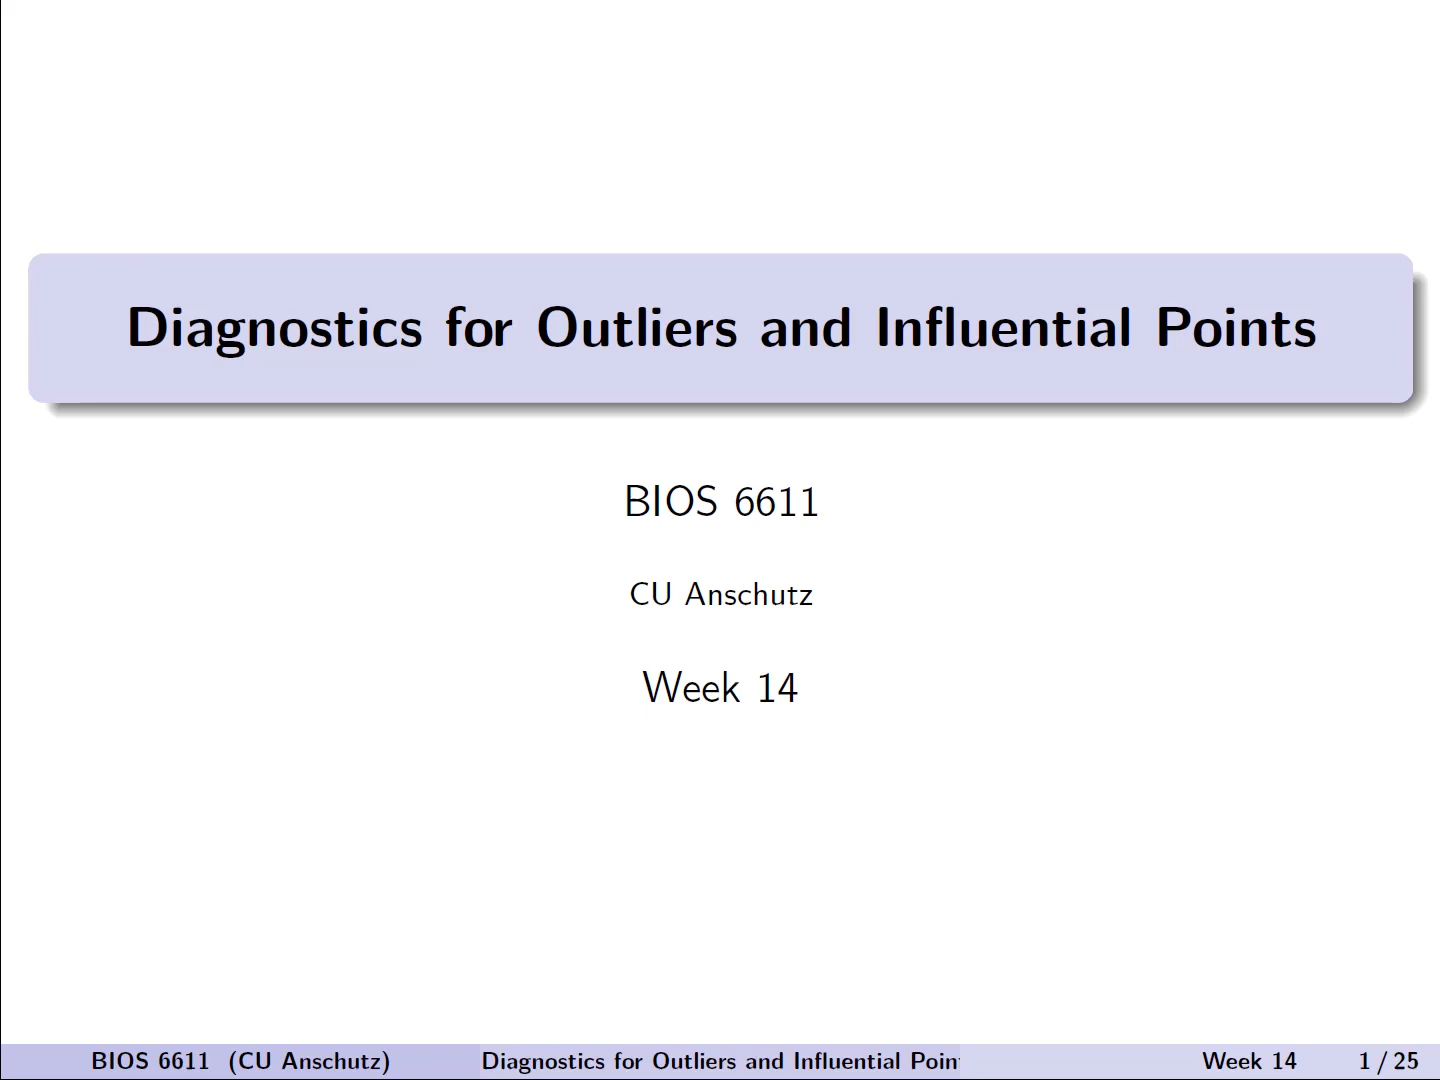 Diagnostics for Outliers and Influential Points
BIOS 6611
CU Anschutz
Week 14
BIOS 6611 (CU Anschutz) Diagnostics for Outliers and Influential Poin Week 14 1 / 25